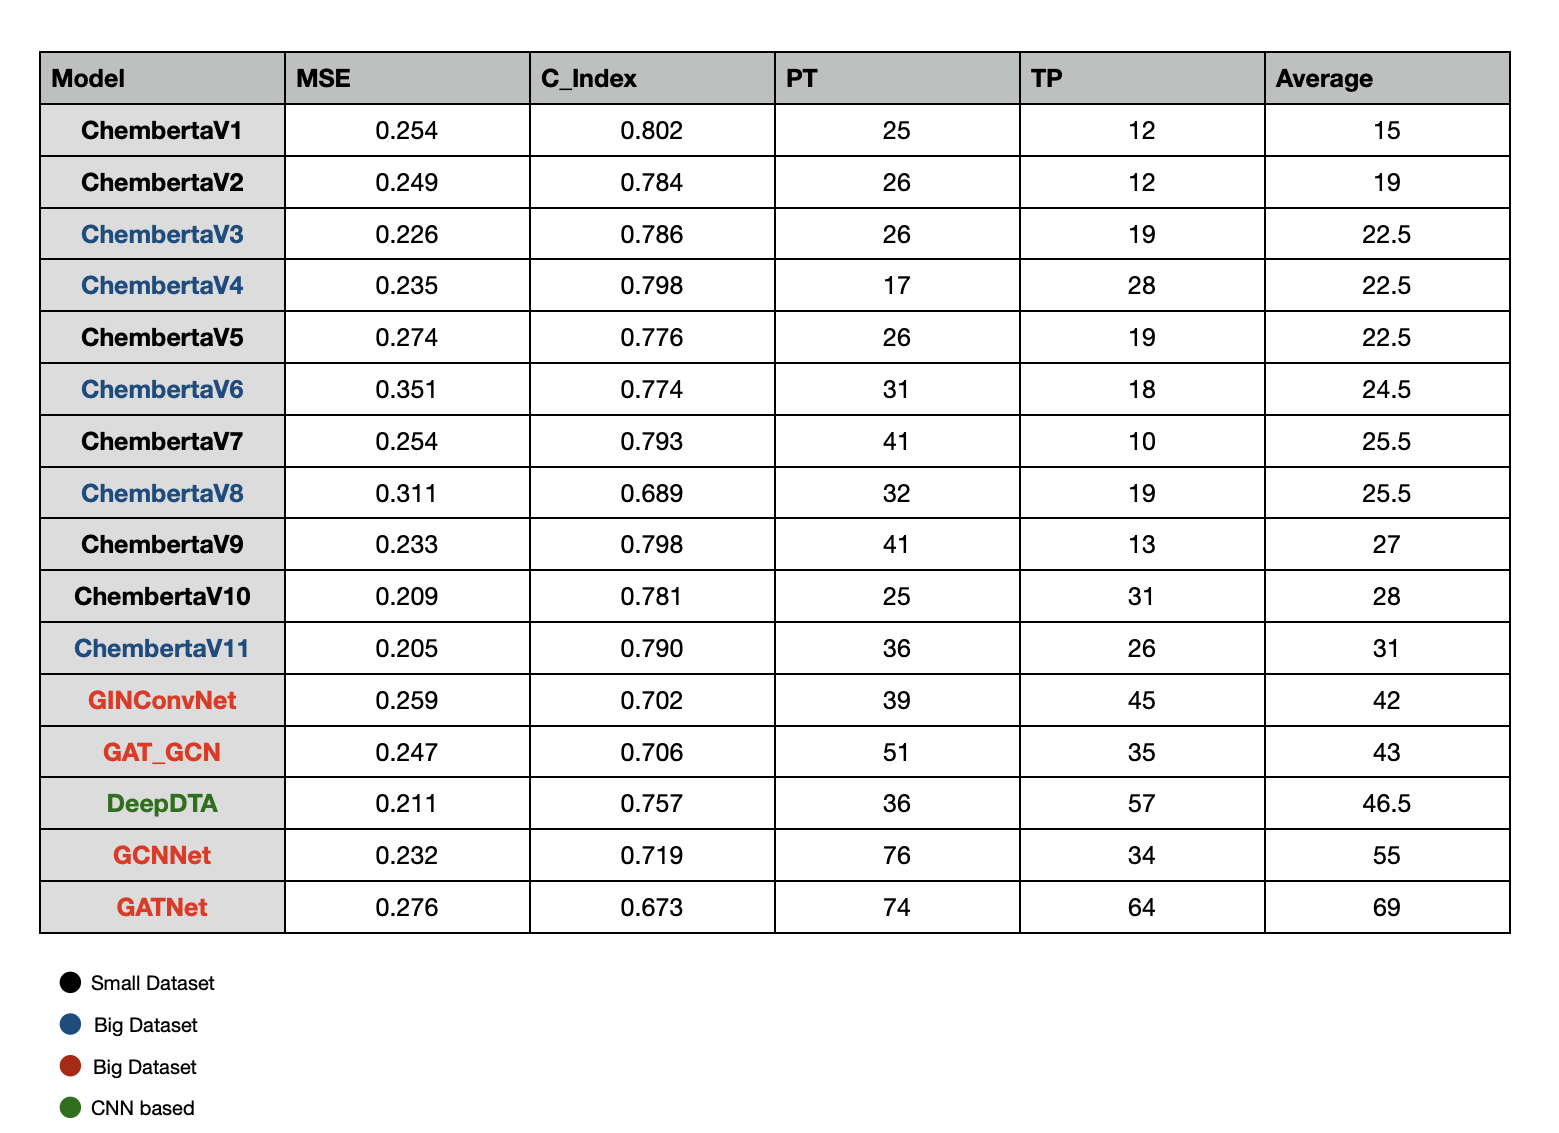 Model MSE C_Index PT TP Average
ChembertaV1 0.254 0.802 25 12 15
ChembertaV2 0.249 0.784 26 12 19
ChembertaV3 0.226 0.786 26 19 22.5
ChembertaV4 0.235 0.798 17 28 22.5
ChembertaV5 0.274 0.776 26 19 22.5
ChembertaV6 0.351 0.774 31 18 24.5
ChembertaV7 0.254 0.793 41 10 25.5
ChembertaV8 0.311 0.689 32 19 25.5
ChembertaV9 0.233 0.798 41 13 27
ChembertaV10 0.209 0.781 25 31 28
ChembertaV11 0.205 0.790 36 26 31
GINConvNet 0.259 0.702 39 45 42
GAT_GCN 0.247 0.706 51 35 43
DeepDTA 0.211 0.757 36 57 46.5
GCNNet 0.232 0.719 76 34 55
GATNet 0.276 0.673 74 64 69
Small Dataset
Big Dataset
Big Dataset
CNN based